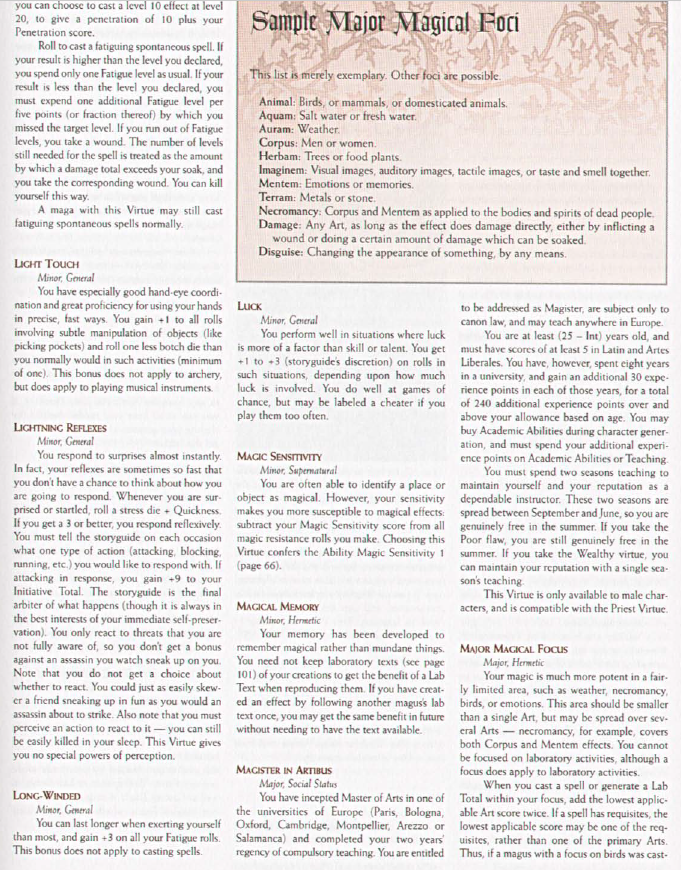 you can choose to cast a level 10 effect at level
20, to give a penetration of 10 plus your
Penetration score.
Roll to cast a fatiguing spontaneous spell. If
your result is higher than the level you declared,
you spend only one Fatigue level as usual. If your
result is less than the level you declared, you
must expend one additional Fatigue level per
five points (or fraction thereof) by which you
missed the target level. If you run out of Fatigue
levels, you take a wound. The number of levels
still needed for the spell is treated as the amount
by which a damage total exceeds your soak, and
you take the corresponding wound. You can kill
yourself this way.
A maga with this Virtue may still cast
fatiguing spontaneous spells normally.
LIGHT TOUCH
Minor, General
You have especially good hand-eye coordi-
nation and great proficiency for using your hands
in precise, fast ways. You gain +1 to all rolls
involving subtle manipulation of objects (like
picking pockets) and roll one less botch die than
you normally would in such activities (minimum
of one). This bonus does not apply to archery,
but does apply to playing musical instruments.
LIGHTNING REFLEXES
Minor, General
You respond to surprises almost instantly.
In fact, your reflexes are sometimes so fast that
you don't have a chance to think about how you
are going to respond. Whenever you are sur-
prised or startled, roll a stress die + Quickness.
If you get a 3 or better, you respond reflexively.
You must tell the storyguide on each occasion
what one type of action (attacking, blocking,
running, etc.) you would like to respond with. If
attacking in response, you gain +9 to your
Initiative Total. The storyguide is the final
arbiter of what happens (though it is always in
the best interests of your immediate self-preser-
vation). You only react to threats that you are
not fully aware of, so you don't get a bonus
against an assassin you watch sneak up on you.
Note that you do not get a choice about
whether to react. You could just as easily skew-
er a friend sneaking up in fun as you would an
assassin about to strike. Also note that you must
perceive an action to react to it — you can still
be easily killed in your sleep. This Virtue gives
you no special powers of perception.
LONG-WINDED
Minor, General
You can last longer when exerting yourself
than most, and gain +3 on all your Fatigue rolls.
This bonus does not apply to casting spells.
Sample Major Magical Foci
This list is merely exemplary. Other foci are possible.
Animal: Birds, or mammals, or domesticated animals.
Aquam: Salt water or fresh water.
Auram: Weather.
Corpus: Men or women.
Herbam: Trees or food plants.
Imaginem: Visual images, auditory images, tactile images, or taste and smell together.
Mentem: Emotions or memories.
Terram: Metals or stone.
Necromancy: Corpus and Mentem as applied to the bodies and spirits of dead people.
Damage: Any Art, as long as the effect does damage directly, either by inflicting a
wound or doing a certain amount of damage which can be soaked.
Disguise: Changing the appearance of something, by any means.
LUCK
Minor, General
You perform well in situations where luck
is more of a factor than skill or talent. You get
+1 to +3 (storyguide's discretion) on rolls in
such situations, depending upon how much
luck is involved. You do well at games of
chance, but may be labeled a cheater if you
play them too often.
MAGIC SENSITIVITY
Minor, Supernatural
You are often able to identify a place or
object as magical. However, your sensitivity
makes you more susceptible to magical effects:
subtract your Magic Sensitivity score from all
magic resistance rolls you make. Choosing this
Virtue confers the Ability Magic Sensitivity 1
(page 66).
MAGICAL MEMORY
Minor, Hermetic
Your memory has been developed to
remember magical rather than mundane things.
You need not keep laboratory texts (see page
101) of your creations to get the benefit of a Lab
Text when reproducing them. If you have creat-
ed an effect by following another magus's lab
text once, you may get the same benefit in future
without needing to have the text available.
MAGISTER IN ARTIBUS
Major, Social Status
You have incepted Master of Arts in one of
the universities of Europe (Paris, Bologna,
Oxford, Cambridge, Montpellier, Arezzo or
Salamanca) and completed your two years'
regency of compulsory teaching. You are entitled
to be addressed as Magister, are subject only to
canon law, and may teach anywhere in Europe.
You are at least (25 – Int) years old, and
must have scores of at least 5 in Latin and Artes
Liberales. You have, however, spent eight years
in a university, and gain an additional 30 expe-
rience points in each of those years, for a total
of 240 additional experience points over and
above your allowance based on age. You may
buy Academic Abilities during character gener-
ation, and must spend your additional experi-
ence points on Academic Abilities or Teaching.
You must spend two seasons teaching to
maintain yourself and your reputation as a
dependable instructor. These two seasons are
spread between September and June, so you are
genuinely free in the summer. If you take the
Poor flaw, you are still genuinely free in the
summer. If you take the Wealthy virtue, you
can maintain your reputation with a single sea-
son's teaching.
This Virtue is only available to male char-
acters, and is compatible with the Priest Virtue.
MAJOR MAGICAL FOCUS
Major, Hermetic
Your magic is much more potent in a fair-
ly limited area, such as weather, necromancy,
birds, or emotions. This area should be smaller
than a single Art, but may be spread over sev-
eral Arts — necromancy, for example, covers
both Corpus and Mentem effects. You cannot
be focused on laboratory activities, although a
focus does apply to laboratory activities.
When you cast a spell or generate a Lab
Total within your focus, add the lowest applic-
able Art score twice. If a spell has requisites, the
lowest applicable score may be one of the req-
uisites, rather than one of the primary Arts.
Thus, if a magus with a focus on birds was cast-